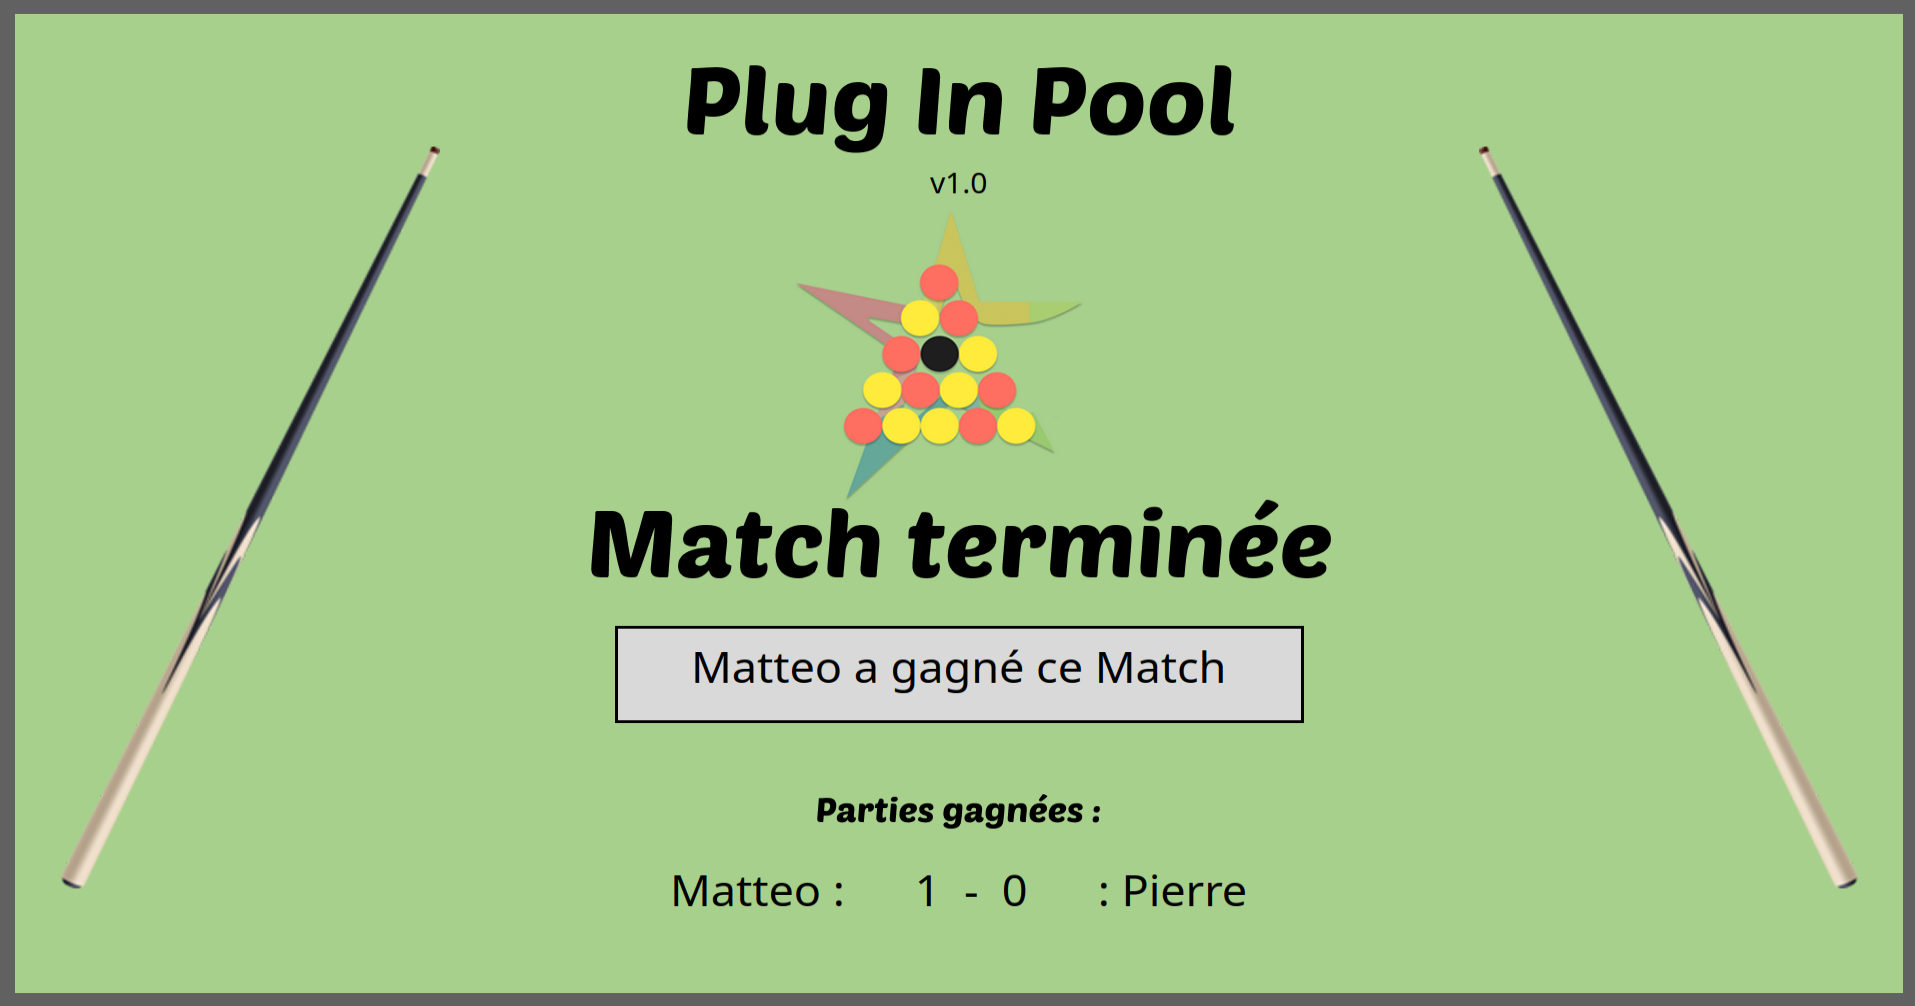 Plug In Pool
v1.0
Match terminée
Matteo a gagné ce Match
Parties gagnées :
Matteo : 1 - 0 : Pierre